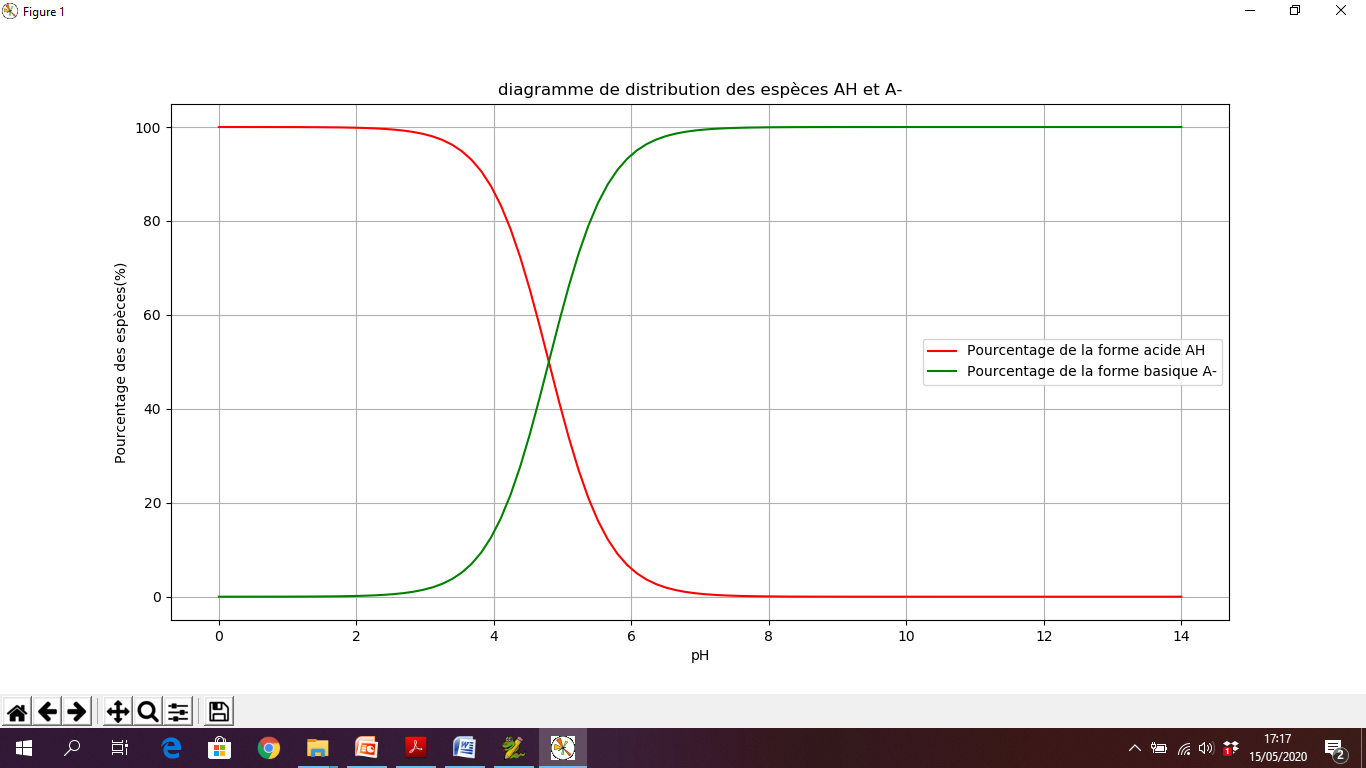 Figure 1
diagramme de distribution des espèces AH et A-
Pourcentage des espèces(%)
100
80
60
40
20
0
Pourcentage de la forme acide AH
Pourcentage de la forme basique A-
0 2 4 6 8 10 12 14
pH
17:17
15/05/2020
1
2